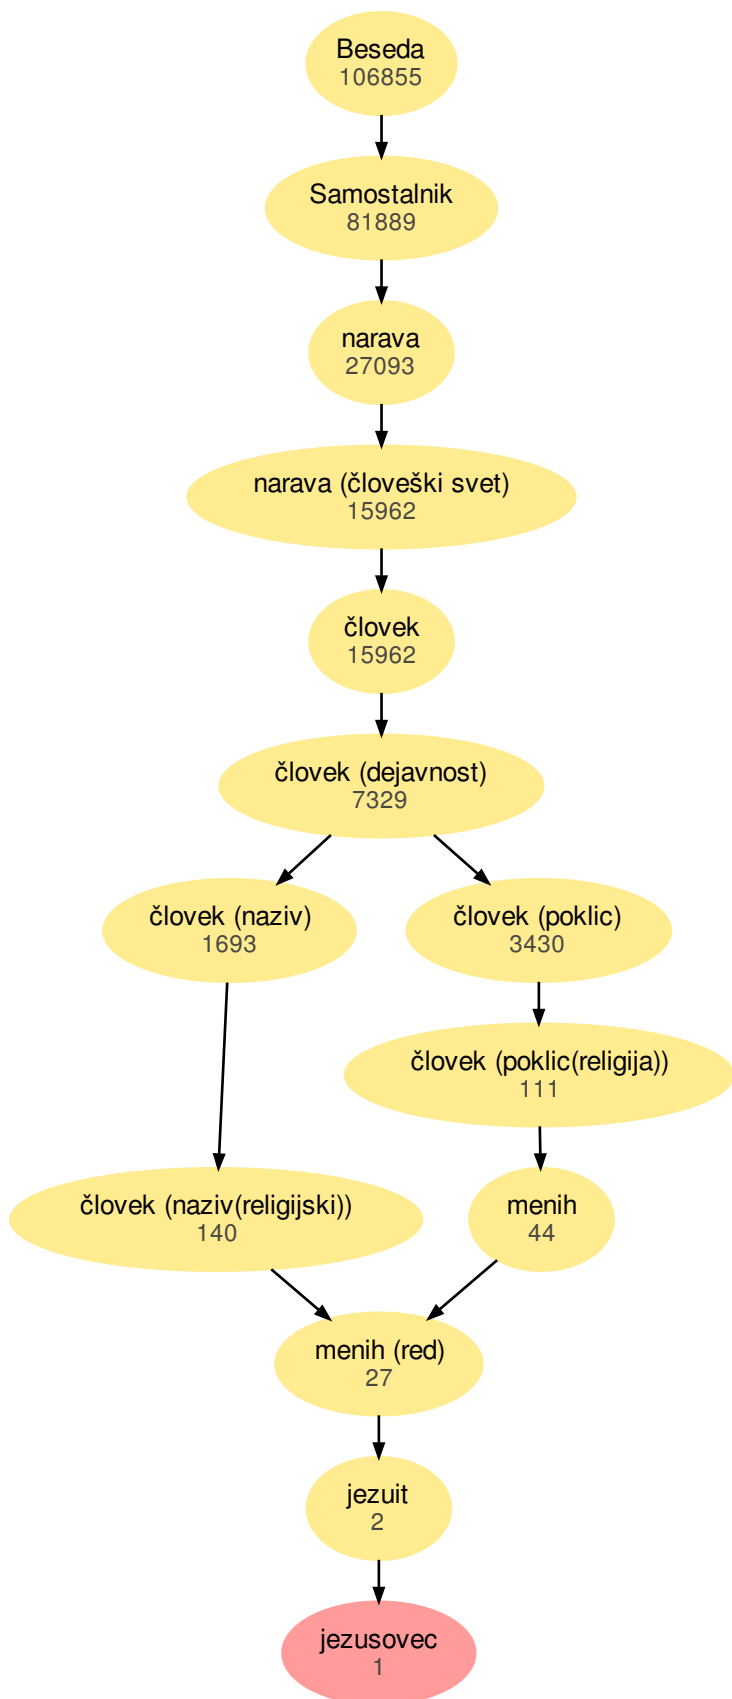 Beseda
106855
Samostalnik
81889
narava
27093
narava (človeški svet)
15962
človek
15962
človek (dejavnost)
7329
človek (naziv)
1693
človek (poklic)
3430
človek (poklic(religija))
111
človek (naziv(religijski))
140
menih
44
menih (red)
27
jezuit
2
jezusovec
1